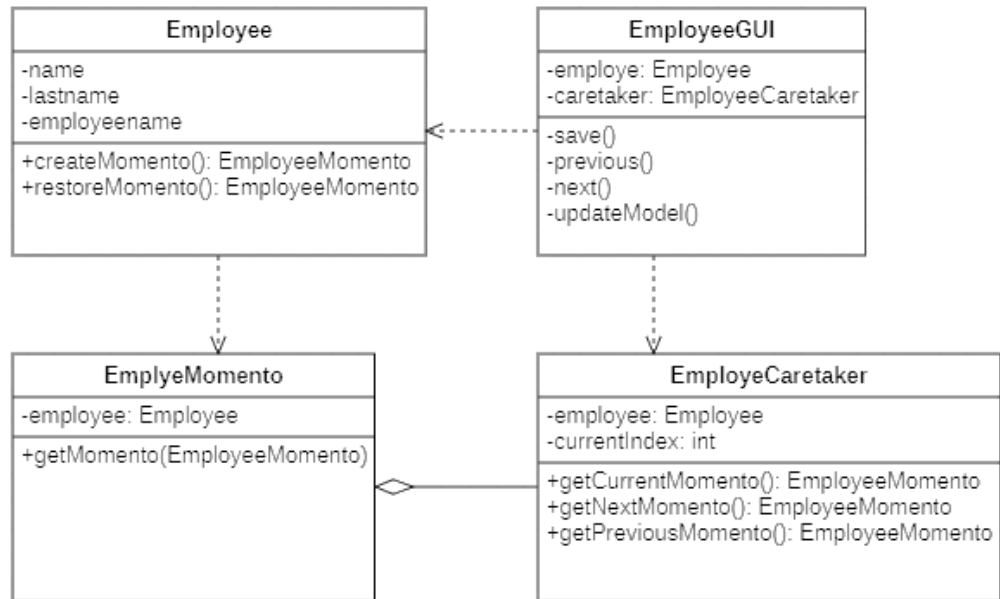 Employee
-name
-lastname
-employeename
+createMomento(): EmployeeMomento
+restoreMomento(): EmployeeMomento
EmployeeGUI
-employe: Employee
-caretaker: EmployeeCaretaker
-save()
-previous()
-next()
-updateModel()
EmplyeMomento
-employee: Employee
+getMomento(EmployeeMomento)
EmployeCaretaker
-employee: Employee
-currentIndex: int
+getCurrentMomento(): EmployeeMomento
+getNextMomento(): EmployeeMomento
+getPreviousMomento(): EmployeeMomento